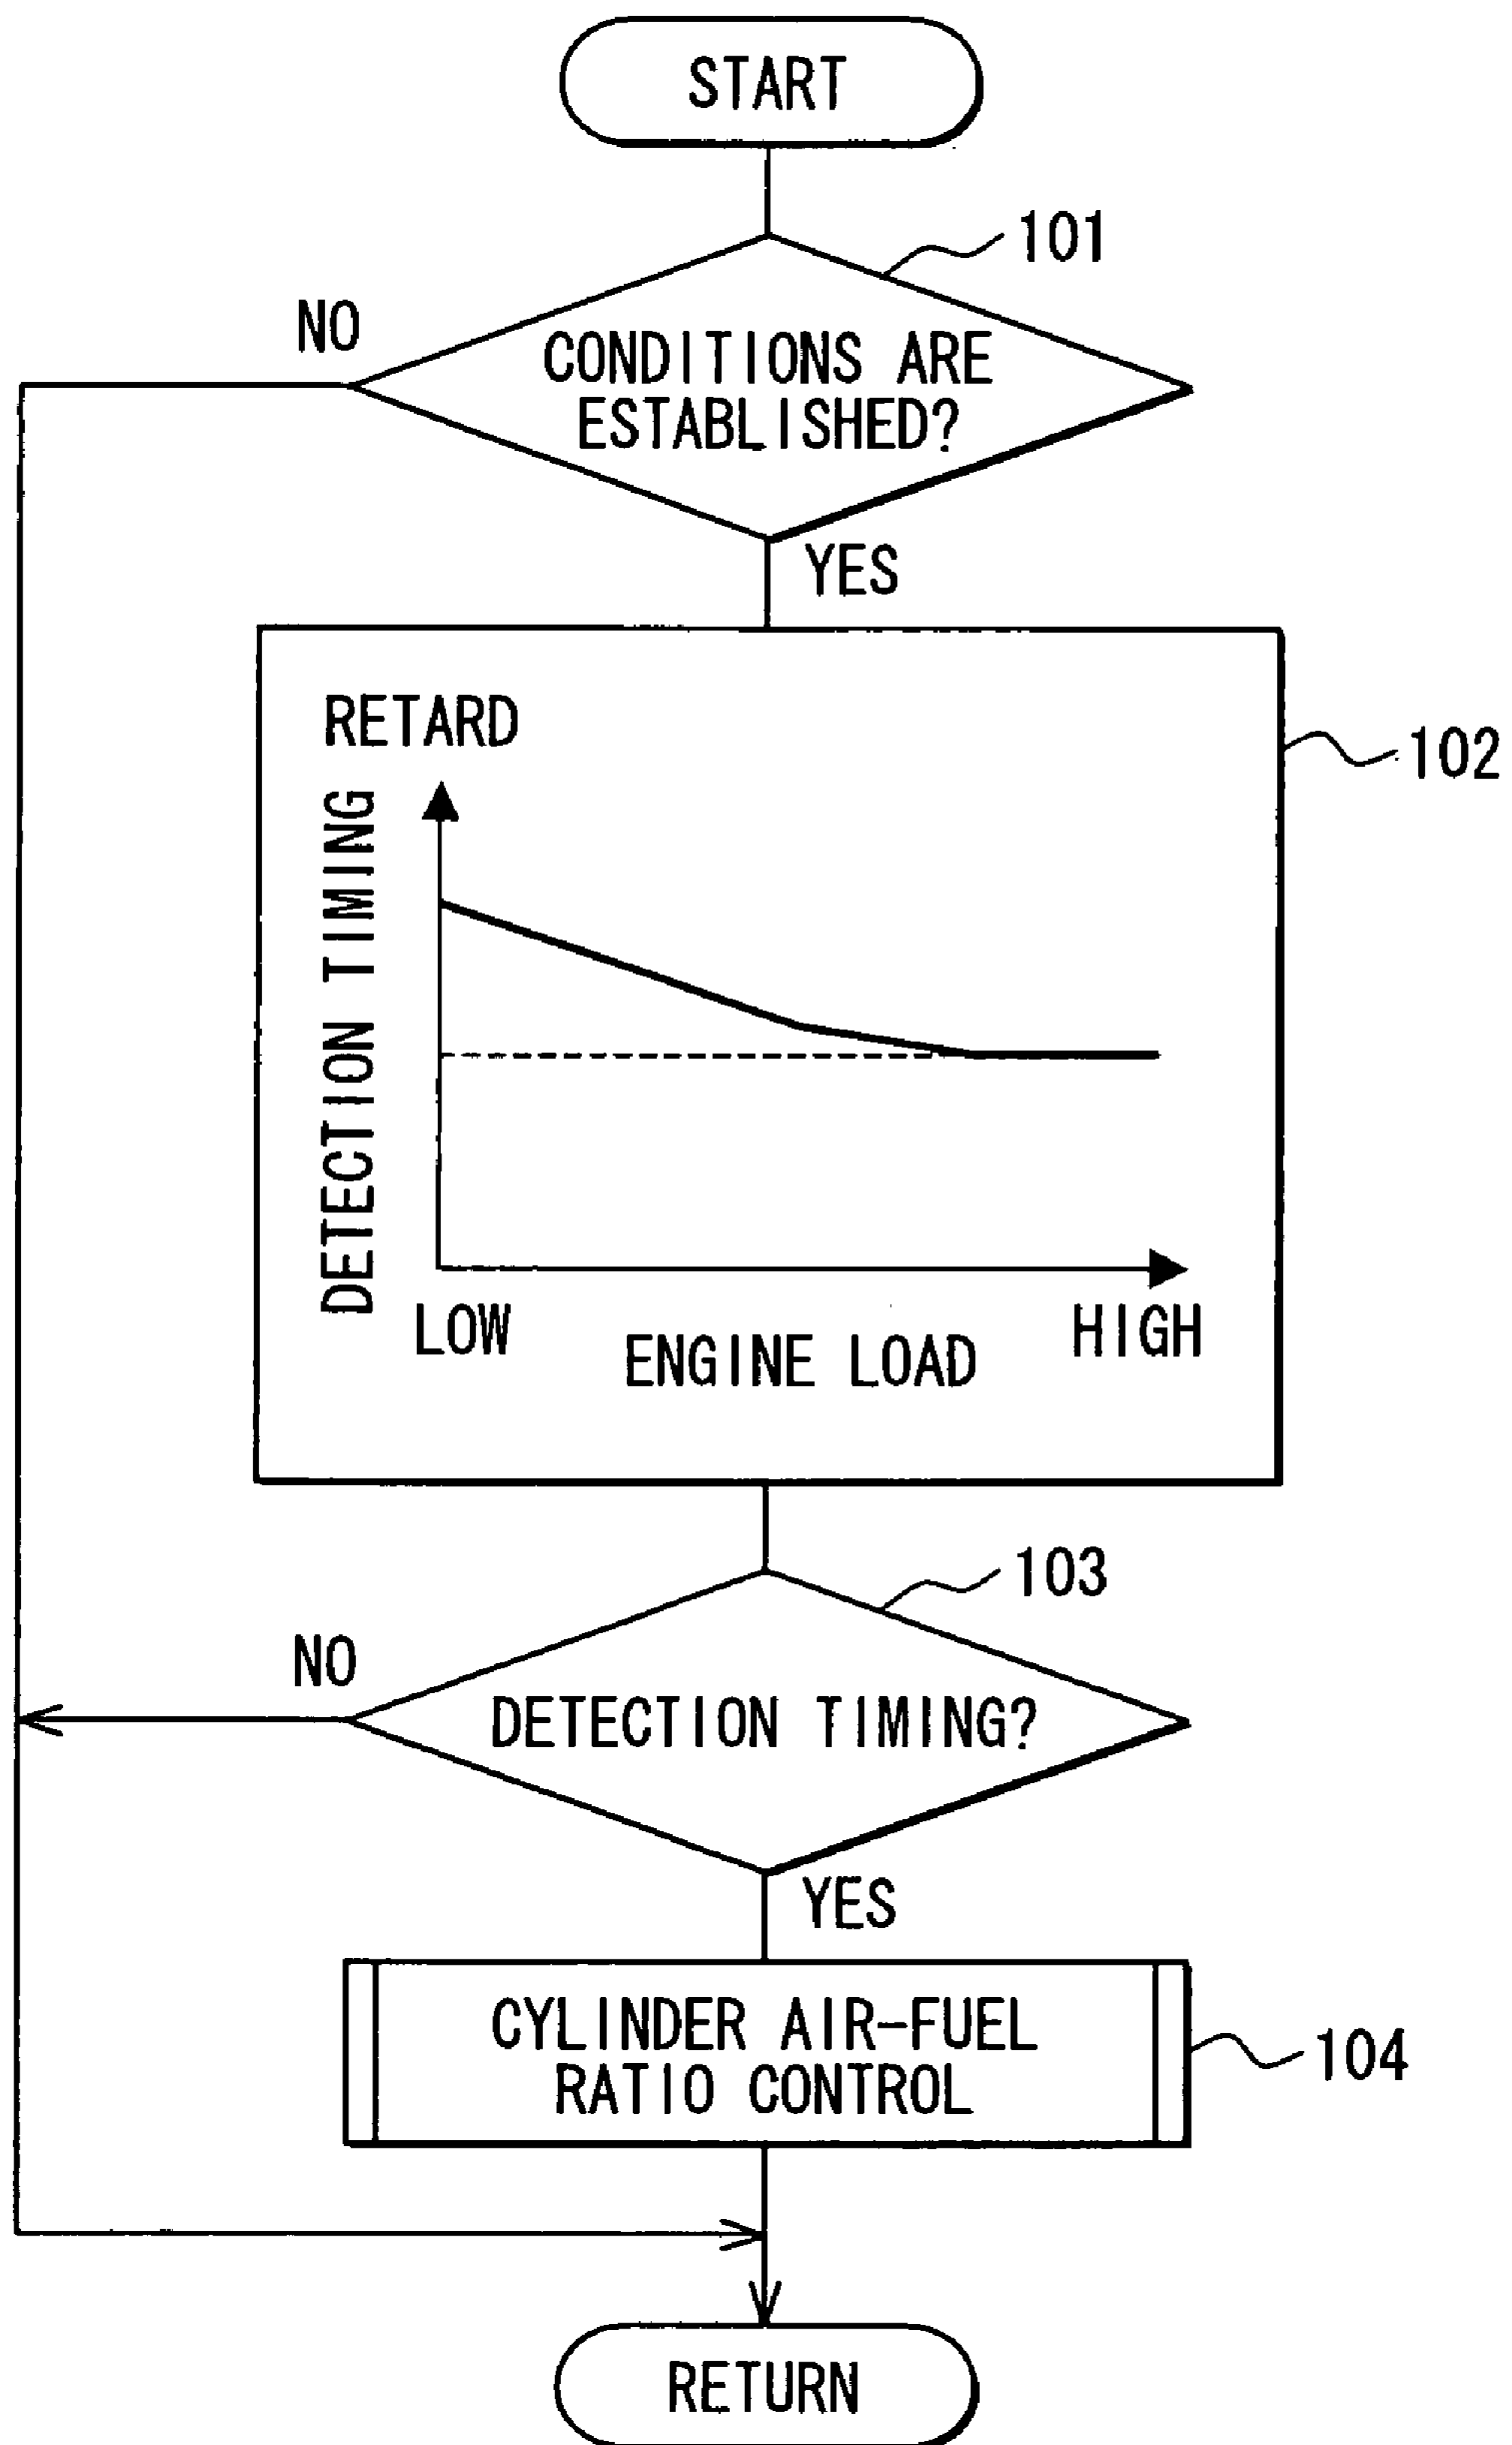 START
101
NO
CONDITIONS ARE
ESTABLISHED?
YES
RETARD
102
DETECTION TIMING
LOW
HIGH
ENGINE LOAD
103
NO
DETECTION TIMING?
YES
CYLINDER AIR-FUEL
RATIO CONTROL
104
RETURN